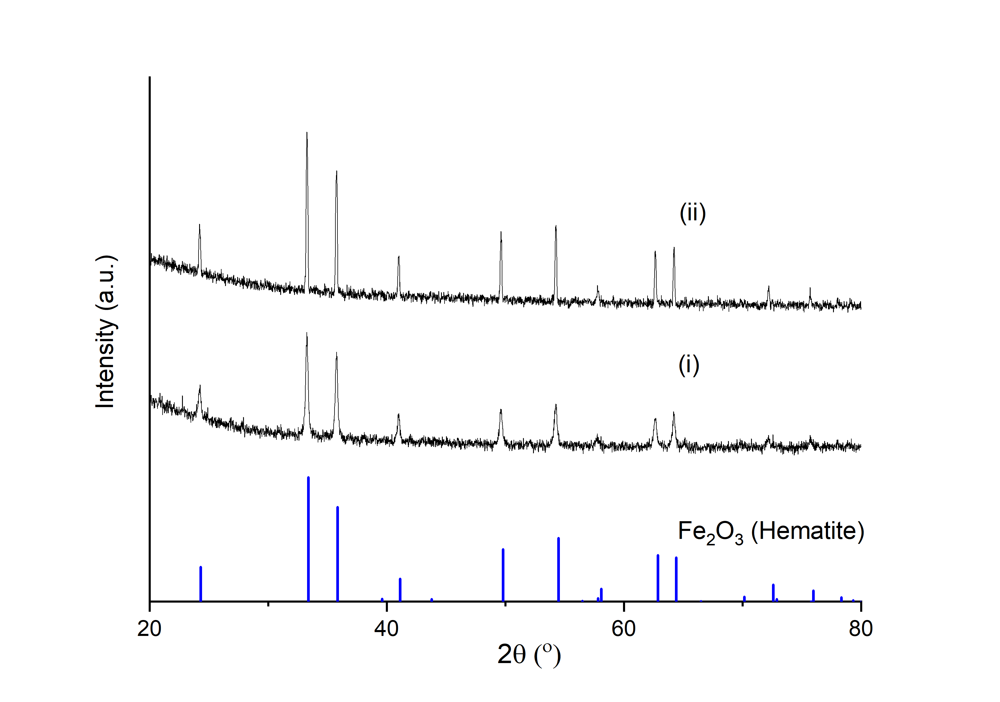 (ii)
(i)
Fe₂O₃ (Hematite)
Intensity (a.u.)
20 40 60 80
2θ (°)